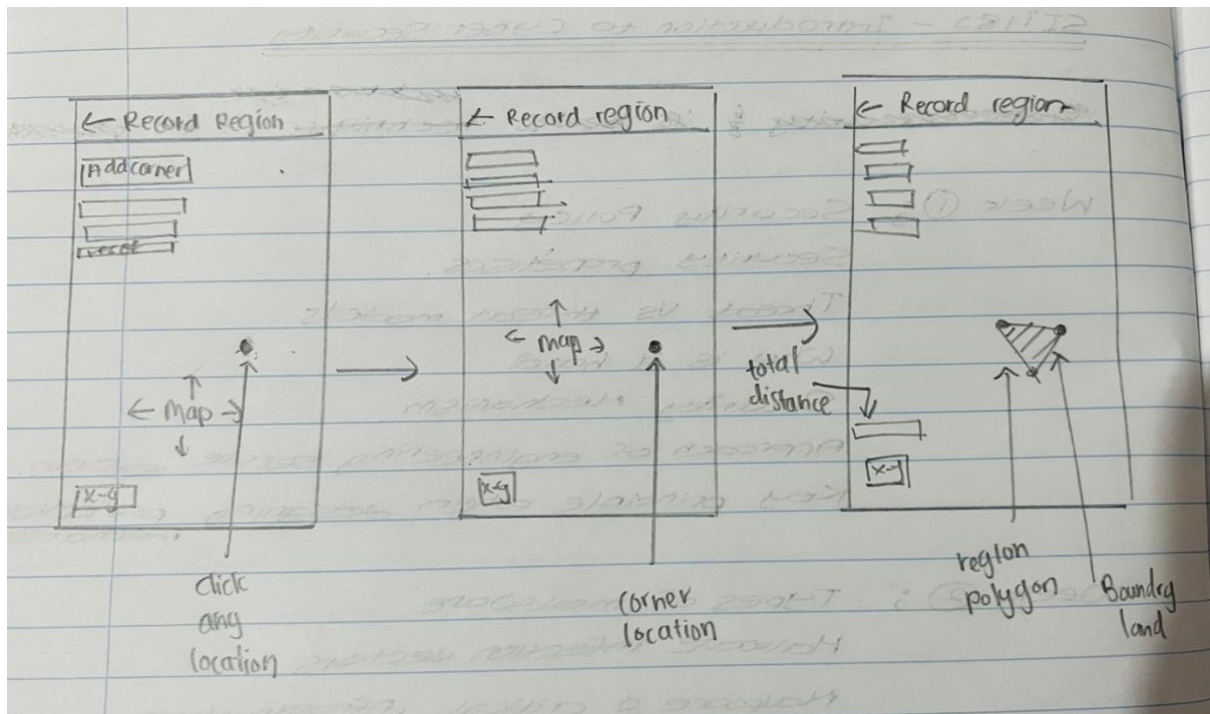 ← Record Region
Add corner
reset
← Map →
x-y
click
any
location
← Record region
← map →
x-y
corner
location
← Record region
total
distance
x-y
region
polygon
Boundry
land